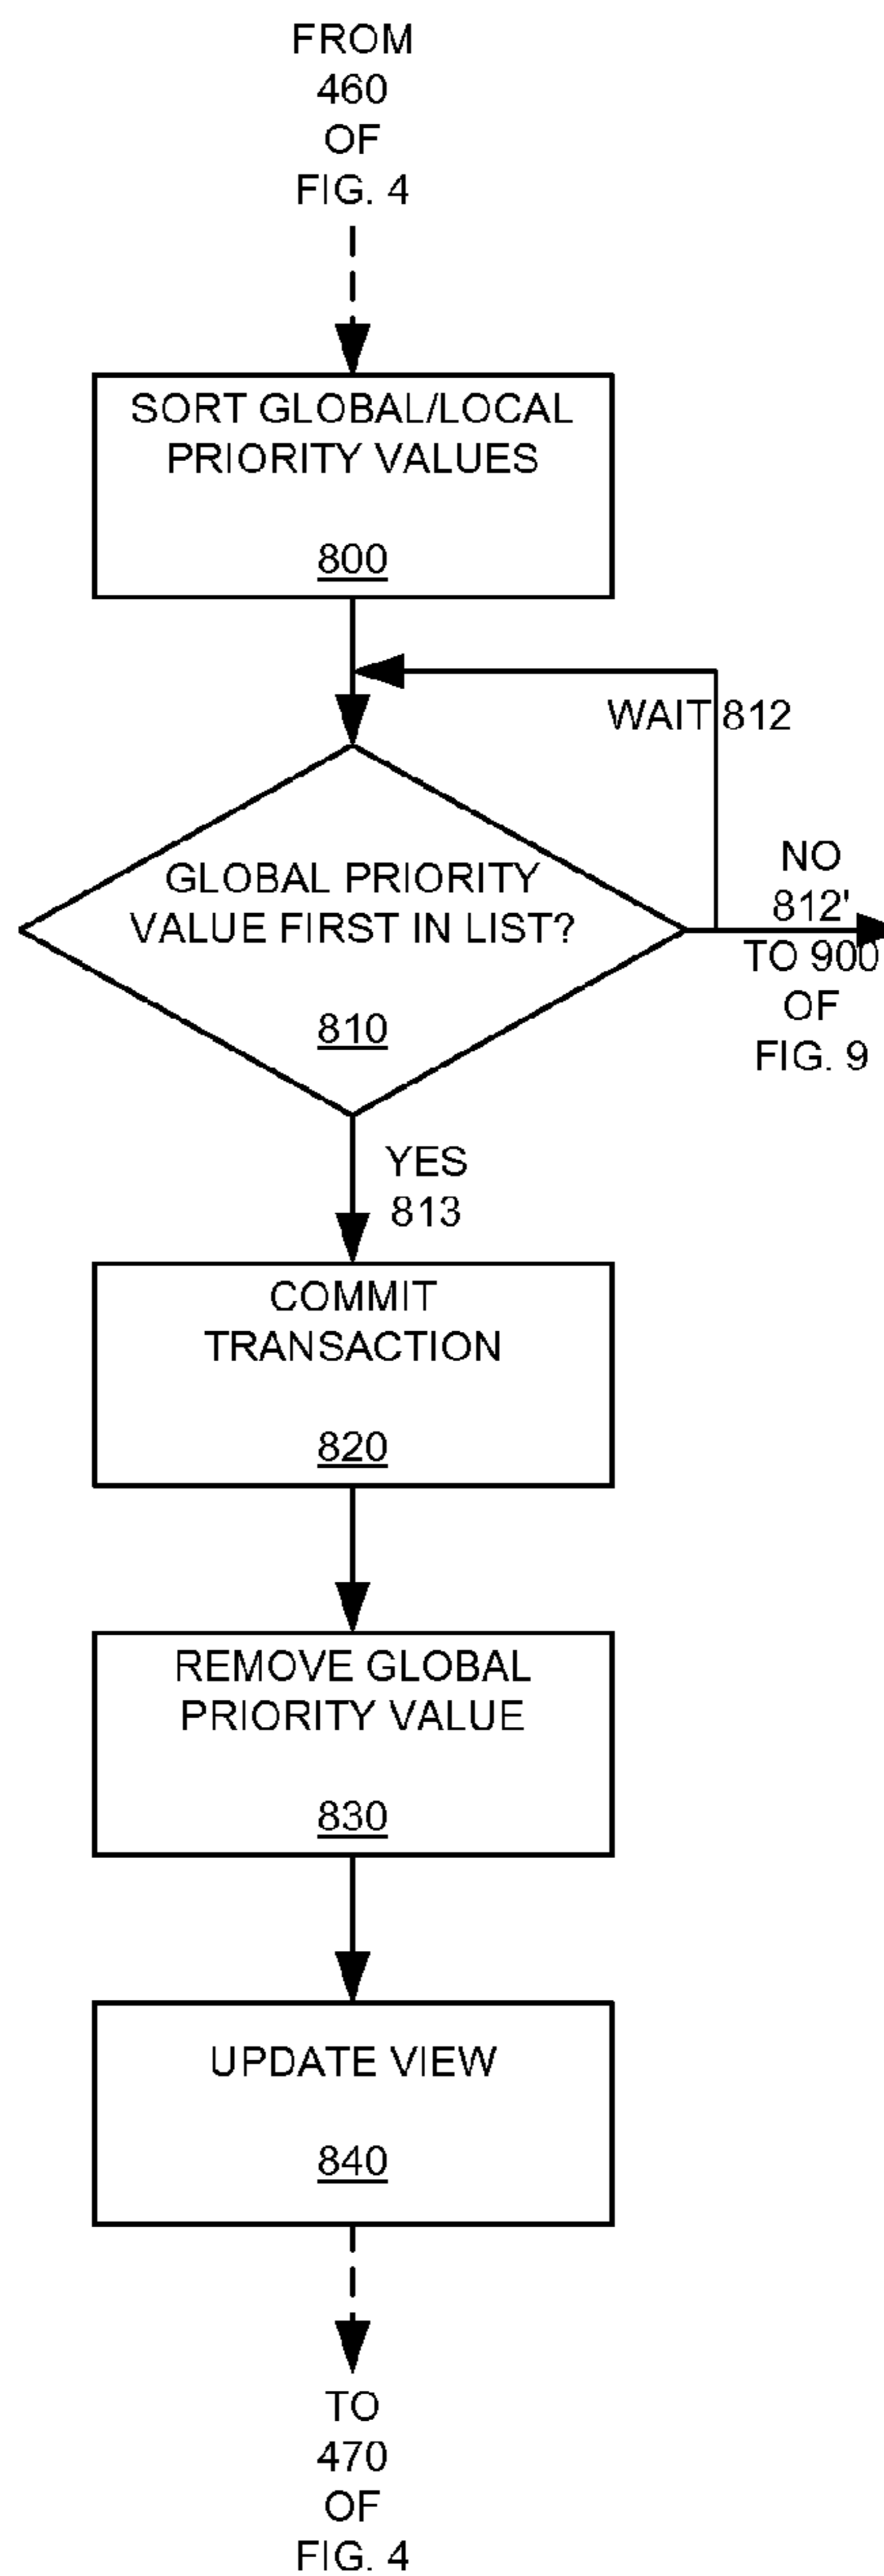 FROM
460
OF
FIG. 4
SORT GLOBAL/LOCAL
PRIORITY VALUES
800
WAIT 812
GLOBAL PRIORITY
VALUE FIRST IN LIST?
810
NO
812'
TO 900
OF
FIG. 9
YES
813
COMMIT
TRANSACTION
820
REMOVE GLOBAL
PRIORITY VALUE
830
UPDATE VIEW
840
TO
470
OF
FIG. 4